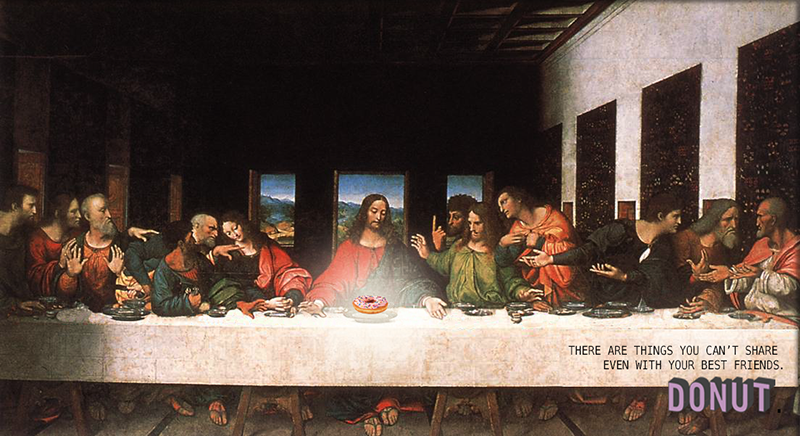 THERE ARE THINGS YOU CAN'T SHARE
EVEN WITH YOUR BEST FRIENDS.
DONUT.